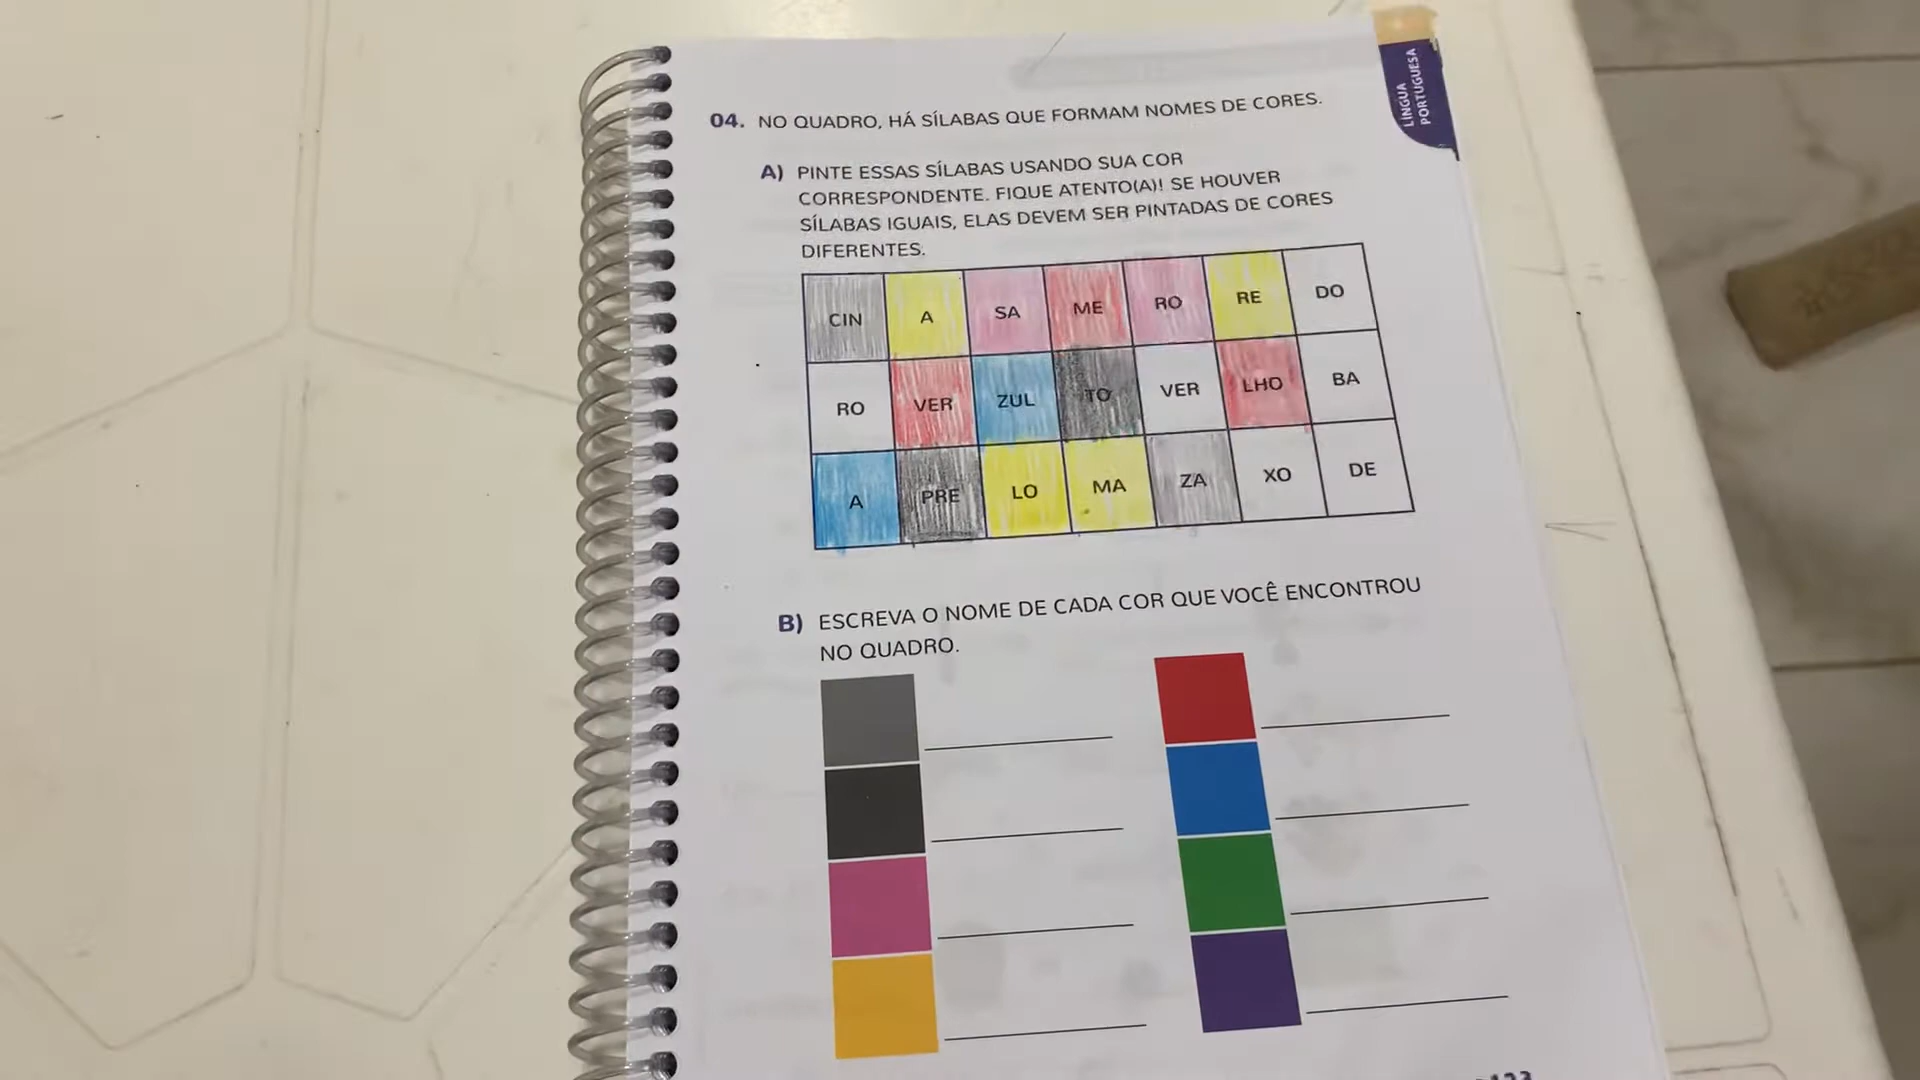 LÍNGUA
PORTUGUESA
04. NO QUADRO, HÁ SÍLABAS QUE FORMAM NOMES DE CORES.
A) PINTE ESSAS SÍLABAS USANDO SUA COR
CORRESPONDENTE. FIQUE ATENTO(A)! SE HOUVER
SÍLABAS IGUAIS, ELAS DEVEM SER PINTADAS DE CORES
DIFERENTES.
CIN A SA ME RO RE DO
RO VER ZUL TO VER LHO BA
A PRE LO MA ZA XO DE
B) ESCREVA O NOME DE CADA COR QUE VOCÊ ENCONTROU
NO QUADRO.